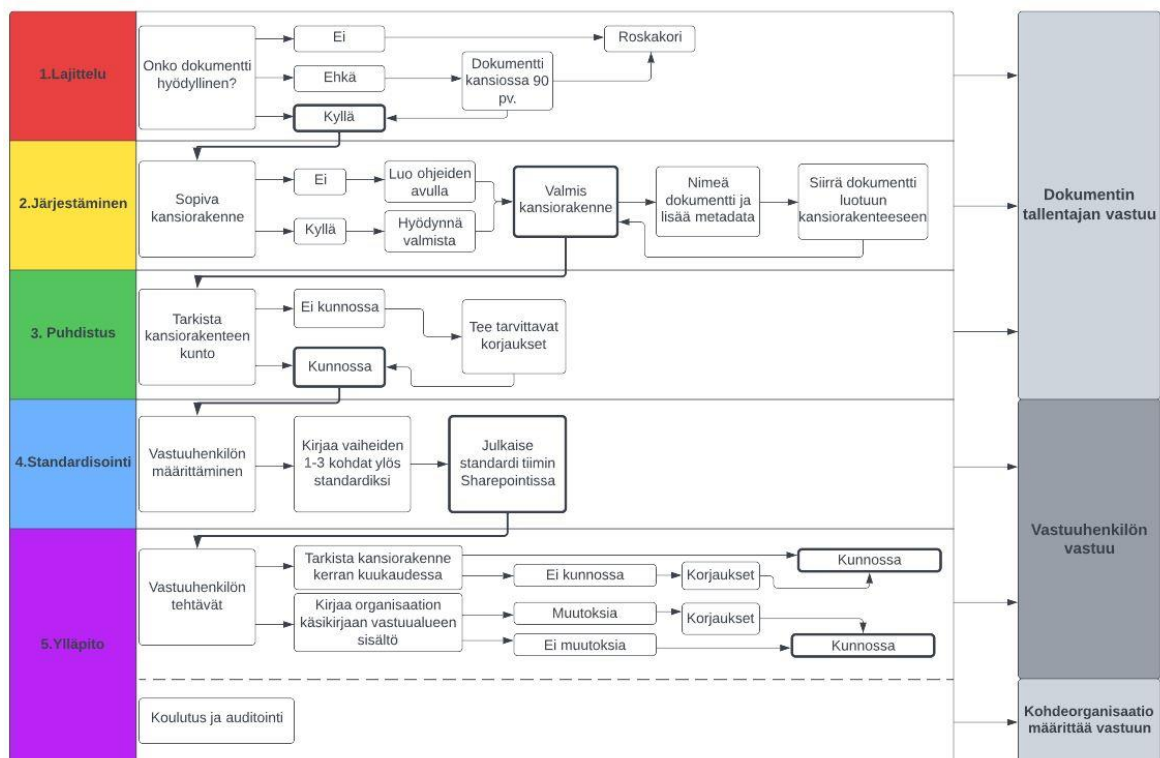 1.Lajittelu
Onko dokumentti
hyödyllinen?
Ei
Ehkä
Kyllä
Dokumentti
kansiossa 90
pv.
Roskakori
2.Järjestäminen
Sopiva
kansiorakenne
Ei
Kyllä
Luo ohjeiden
avulla
Hyödynnä
valmista
Valmis
kansiorakenne
Nimeä
dokumentti ja
lisää metadata
Siirrä dokumentti
luotuun
kansiorakenteeseen
Dokumentin
tallentajan vastuu
3. Puhdistus
Tarkista
kansiorakenteen
kunto
Ei kunnossa
Kunnossa
Tee tarvittavat
korjaukset
4.Standardisointi
Vastuuhenkilön
määrittäminen
Kirjaa vaiheiden
1-3 kohdat ylös
standardiksi
Julkaise
standardi tiimin
Sharepointissa
Vastuuhenkilön
vastuu
5.Ylläpito
Vastuuhenkilön
tehtävät
Tarkista kansiorakenne
kerran kuukaudessa
Ei kunnossa
Korjaukset
Kunnossa
Kirjaa organisaation
käsikirjaan vastuualueen
sisältö
Muutoksia
Ei muutoksia
Korjaukset
Kunnossa
Koulutus ja auditointi
Kohdeorganisaatio
määrittää vastuun